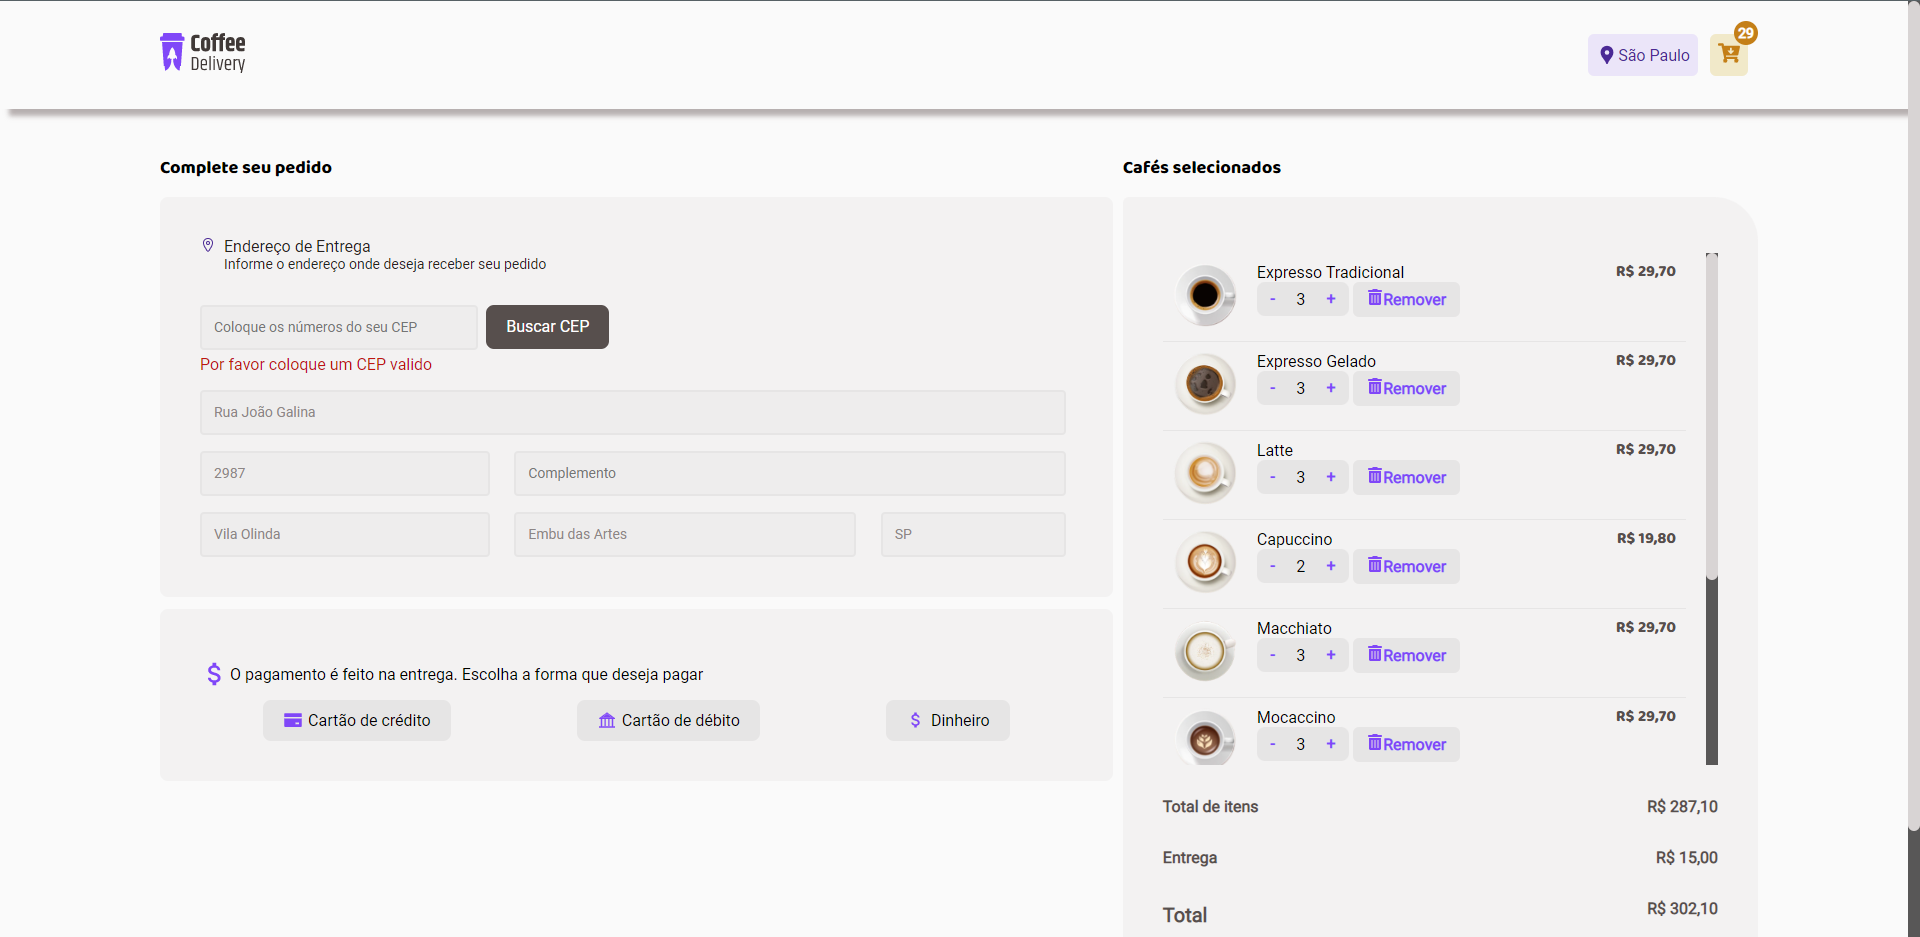 Coffee
Delivery
São Paulo
29
Complete seu pedido
Endereço de Entrega
Informe o endereço onde deseja receber seu pedido
Coloque os números do seu CEP
Buscar CEP
Por favor coloque um CEP valido
Rua João Galina
2987
Complemento
Vila Olinda
Embu das Artes
SP
$ O pagamento é feito na entrega. Escolha a forma que deseja pagar
Cartão de crédito
Cartão de débito
$ Dinheiro
Cafés selecionados
Expresso Tradicional
R$ 29,70
- 3 + Remover
Expresso Gelado
R$ 29,70
- 3 + Remover
Latte
R$ 29,70
- 3 + Remover
Capuccino
R$ 19,80
- 2 + Remover
Macchiato
R$ 29,70
- 3 + Remover
Mocaccino
R$ 29,70
- 3 + Remover
Total de itens
R$ 287,10
Entrega
R$ 15,00
Total
R$ 302,10